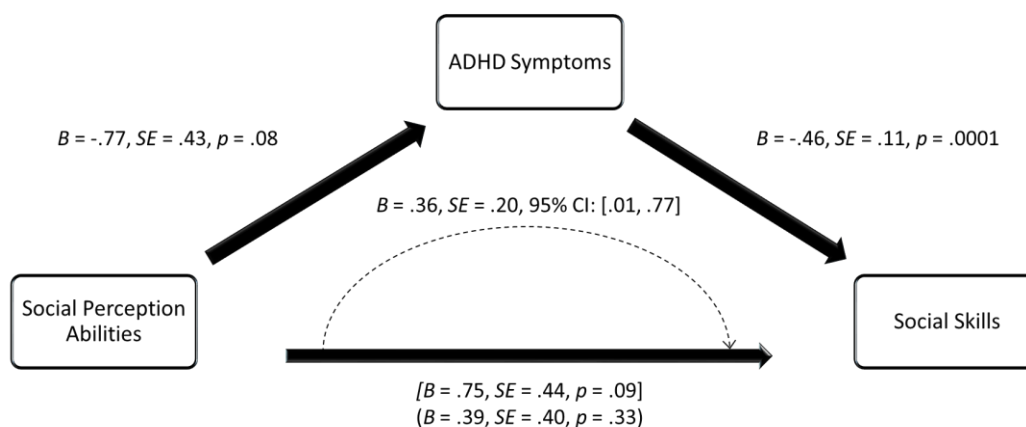 ADHD Symptoms
B = -.77, SE = .43, p = .08
B = -.46, SE = .11, p = .0001
B = .36, SE = .20, 95% CI: [.01, .77]
Social Perception
Abilities
Social Skills
[B = .75, SE = .44, p = .09]
(B = .39, SE = .40, p = .33)